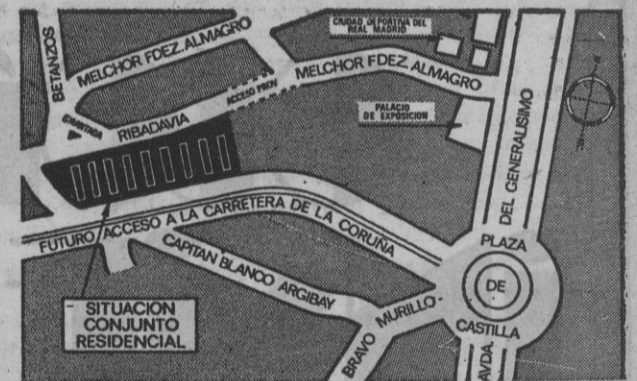 BETANZOS
MELCHOR FDEZ. ALMAGRO
CIUDAD DEPORTIVA DEL
REAL MADRID
MELCHOR FDEZ. ALMAGRO
ACCESO PROV.
RIBADAVIA
PALACIO
DE EXPOSICION
DEL GENERALISIMO
FUTURO ACCESO A LA CARRETERA DE LA CORUÑA
CAPITAN BLANCO ARGIBAY
PLAZA
DE
CASTILLA
BRAVO MURILLO
AVDA.
SITUACION
CONJUNTO
RESIDENCIAL